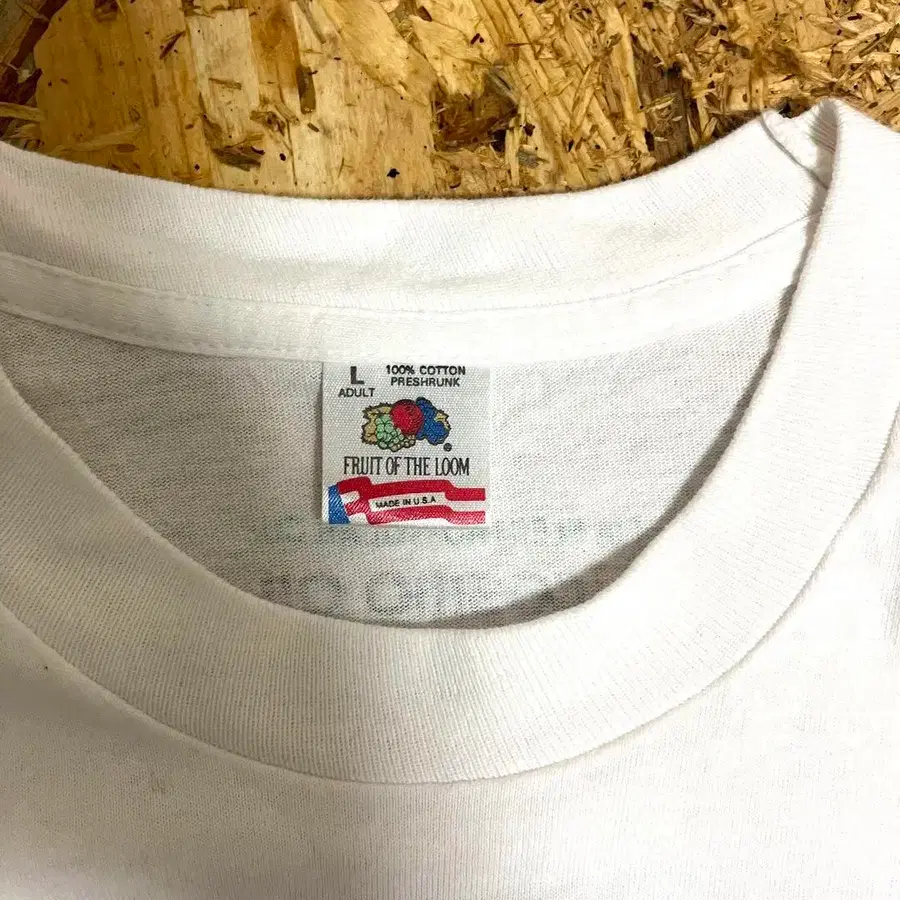 L 100% COTTON
ADULT PRESHRUNK
®
FRUIT OF THE LOOM
MADE IN U.S.A